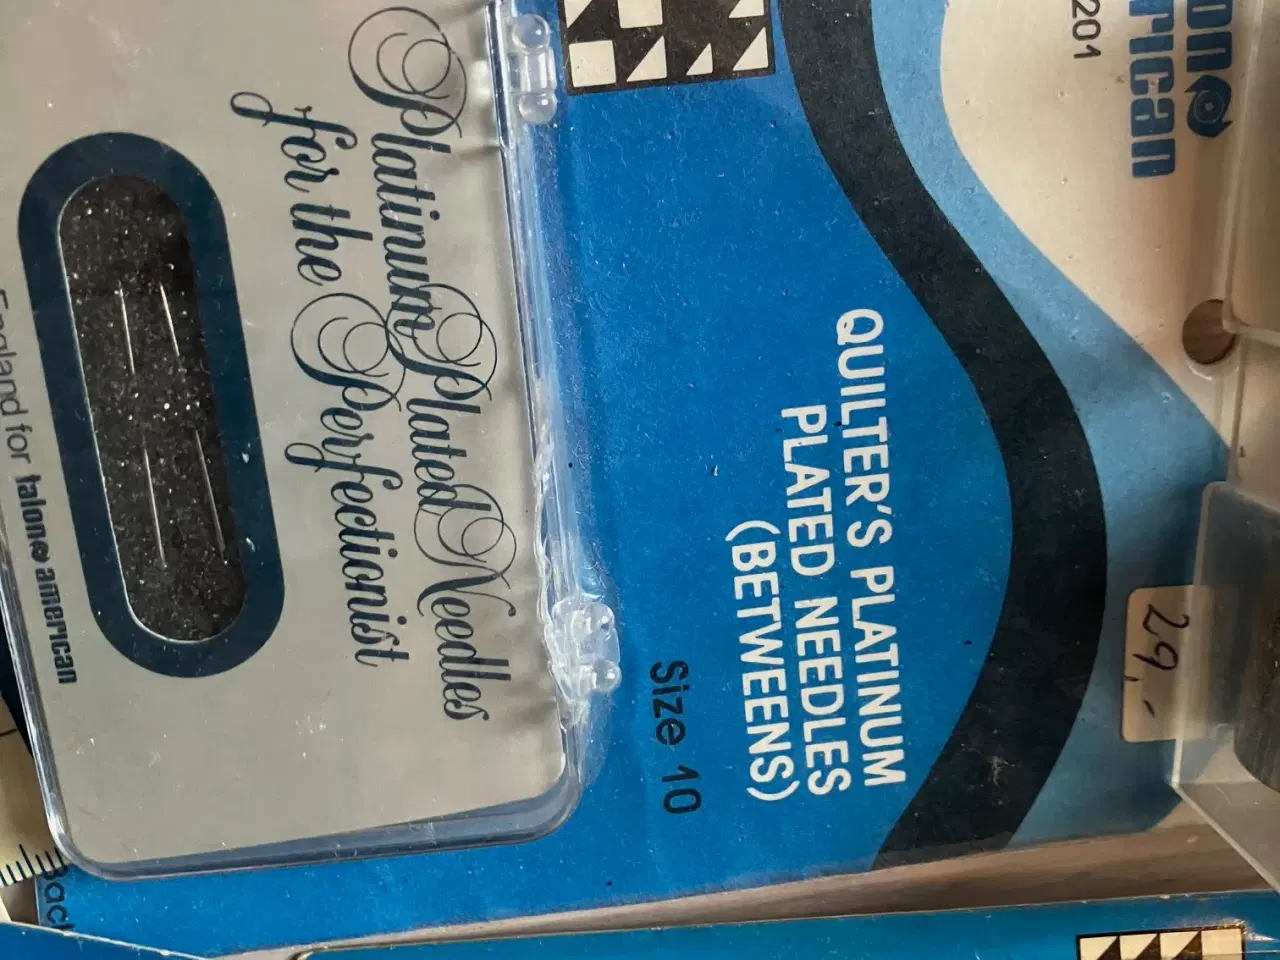 rican
201
29,-
QUILTER'S PLATINUM
PLATED NEEDLES
(BETWEENS)
Size 10
Platinum Plated Needles
for the Perfectionist
England for talon american